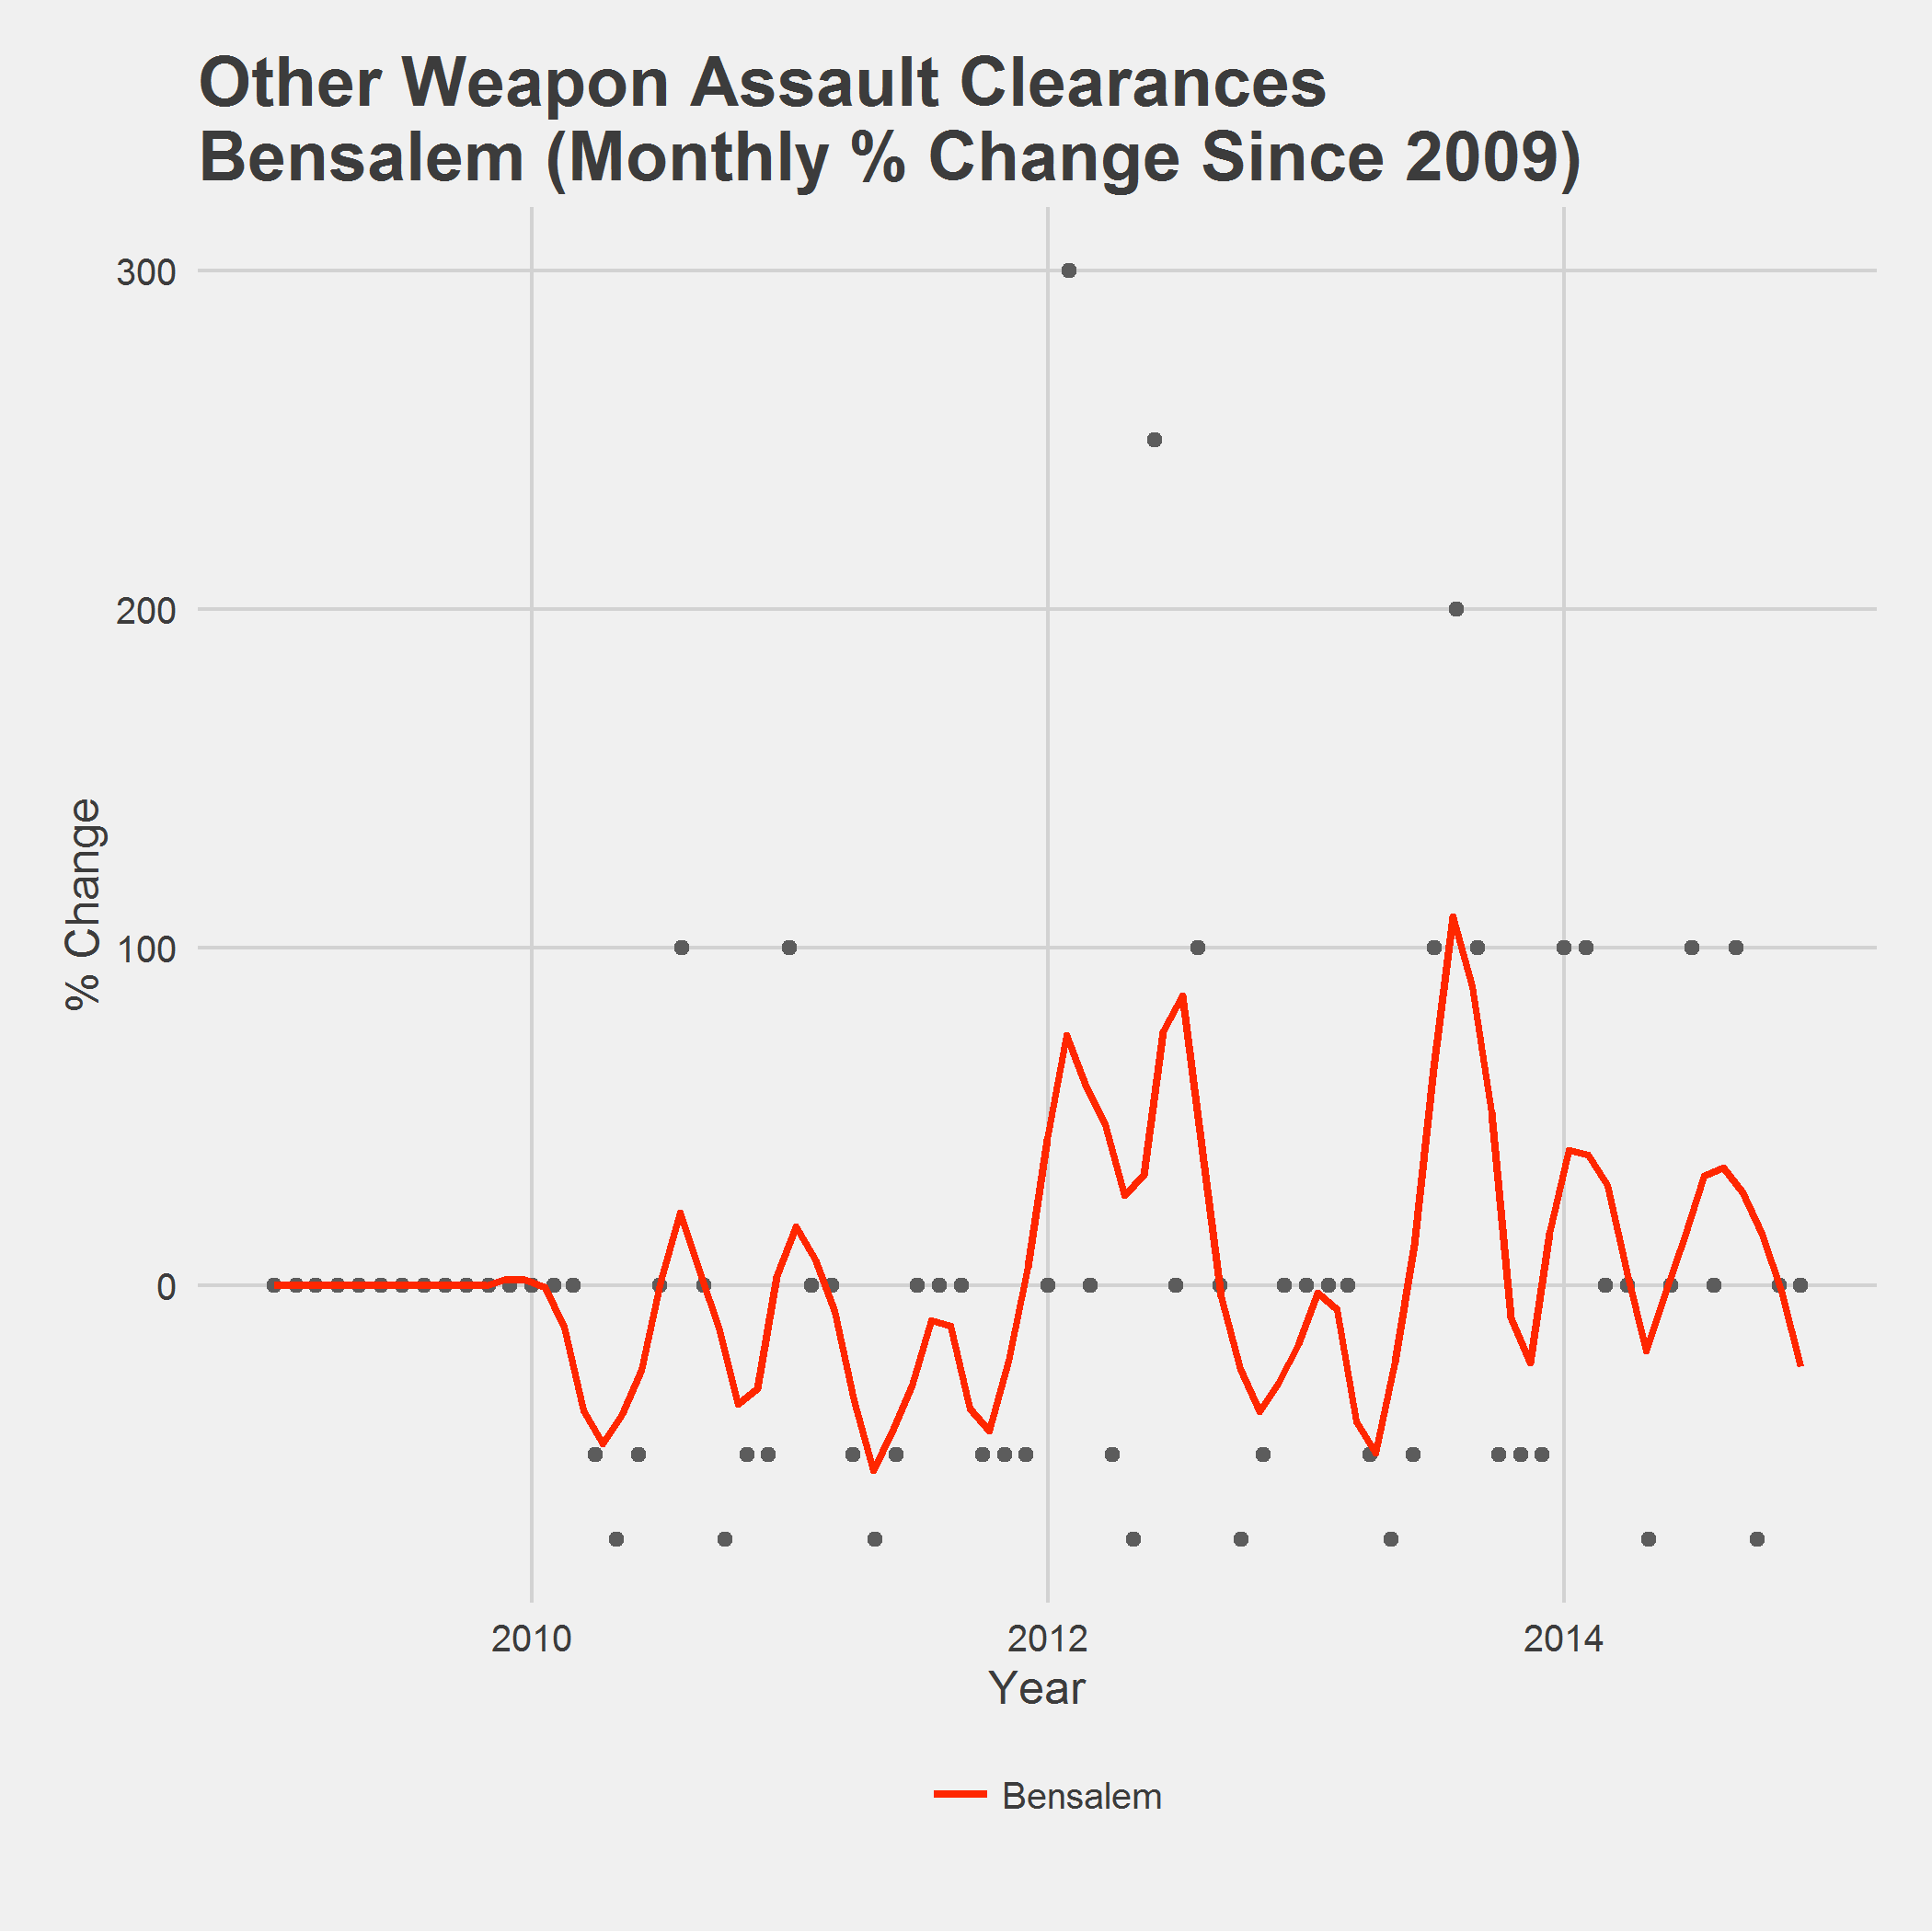 Other Weapon Assault Clearances
Bensalem (Monthly % Change Since 2009)
300
200
100
0
% Change
2010 2012 2014
Year
Bensalem